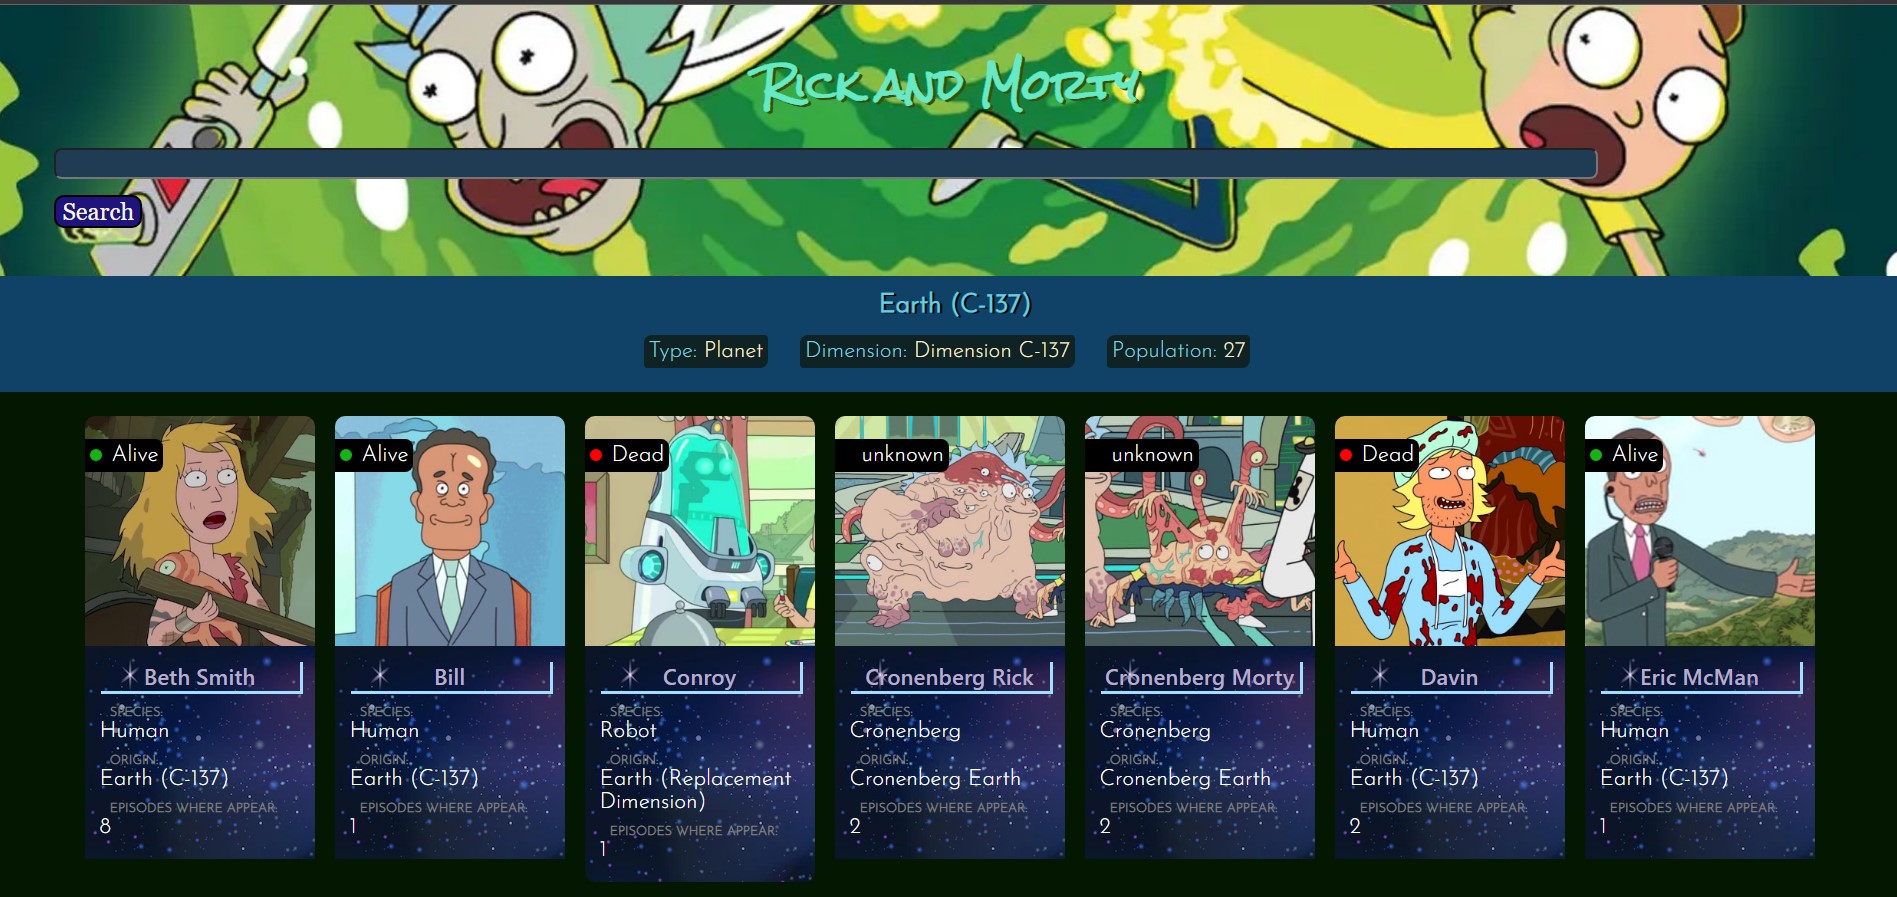 Rick and Morty
Search
Earth (C-137)
Type: Planet Dimension: Dimension C-137 Population: 27
Alive
Beth Smith
SPECIES:
Human
ORIGIN:
Earth (C-137)
EPISODES WHERE APPEAR:
8
Alive
Bill
SPECIES:
Human
ORIGIN:
Earth (C-137)
EPISODES WHERE APPEAR:
1
Dead
Conroy
SPECIES:
Robot
ORIGIN:
Earth (Replacement
Dimension)
EPISODES WHERE APPEAR:
1
unknown
Cronenberg Rick
SPECIES:
Cronenberg
ORIGIN:
Cronenberg Earth
EPISODES WHERE APPEAR:
2
unknown
Cronenberg Morty
SPECIES:
Cronenberg
ORIGIN:
Cronenberg Earth
EPISODES WHERE APPEAR:
2
Dead
Davin
SPECIES:
Human
ORIGIN:
Earth (C-137)
EPISODES WHERE APPEAR:
2
Alive
Eric McMan
SPECIES:
Human
ORIGIN:
Earth (C-137)
EPISODES WHERE APPEAR:
1